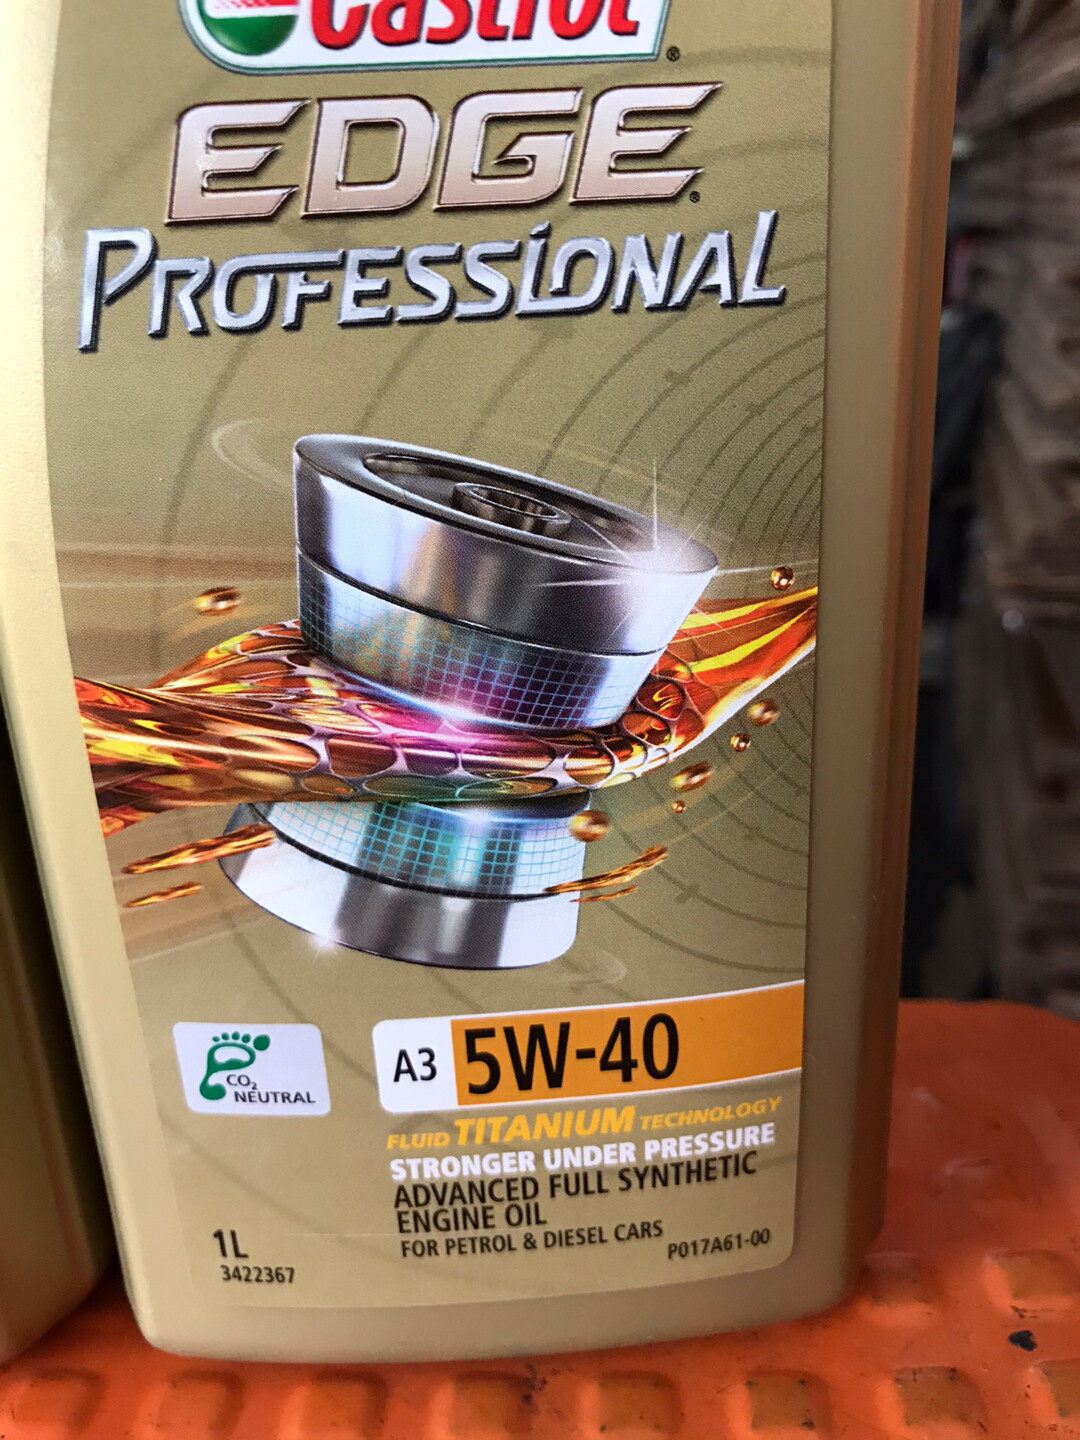 Castrol
EDGE
PROFESSIONAL
CO2
NEUTRAL
A3 5W-40
FLUID TITANIUM TECHNOLOGY
STRONGER UNDER PRESSURE
ADVANCED FULL SYNTHETIC
ENGINE OIL
FOR PETROL & DIESEL CARS
P017A61-00
1L
3422367